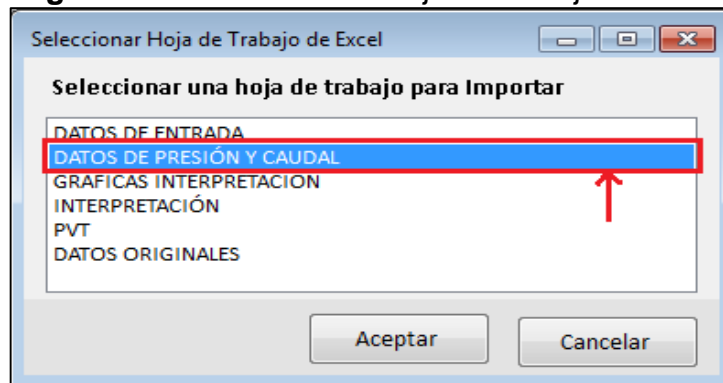 Seleccionar Hoja de Trabajo de Excel
Seleccionar una hoja de trabajo para Importar
DATOS DE ENTRADA
DATOS DE PRESIÓN Y CAUDAL
GRAFICAS INTERPRETACION
INTERPRETACIÓN
PVT
DATOS ORIGINALES
Aceptar
Cancelar